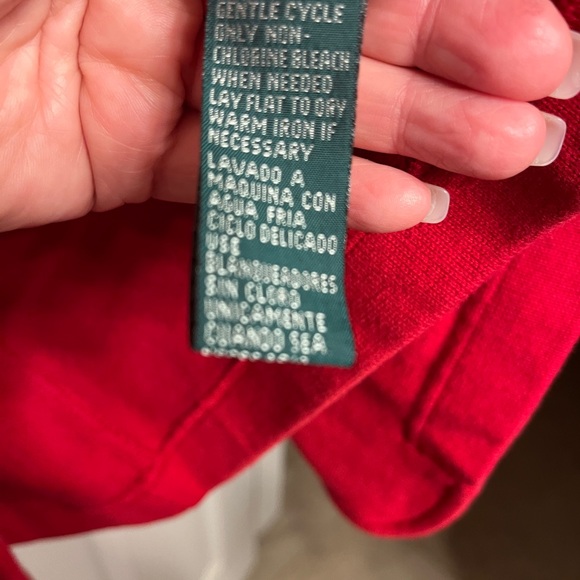 GENTLE CYCLE
ONLY NON-
CHLORINE BLEACH
WHEN NEEDED
LAY FLAT TO DRY
WARM IRON IF
NECESSARY
LAVADO A
MAQUINA CON
AGUA FRIA
CICLO DELICADO
USE
BLANQUEADORES
SIN CLORO
UNICAMENTE
CUANDO SEA